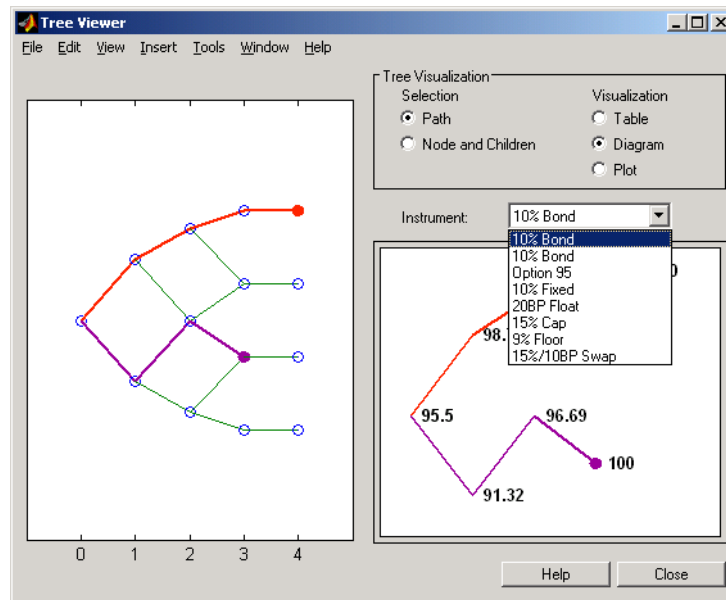 Tree Viewer
File Edit View Insert Tools Window Help
Tree Visualization
Selection Visualization
Path Table
Node and Children Diagram
Plot
Instrument: 10% Bond
10% Bond
10% Bond
Option 95
10% Fixed
20BP Float
15% Cap
9% Floor
15%/10BP Swap
98.
0
95.5 96.69
100
91.32
0 1 2 3 4
Help Close